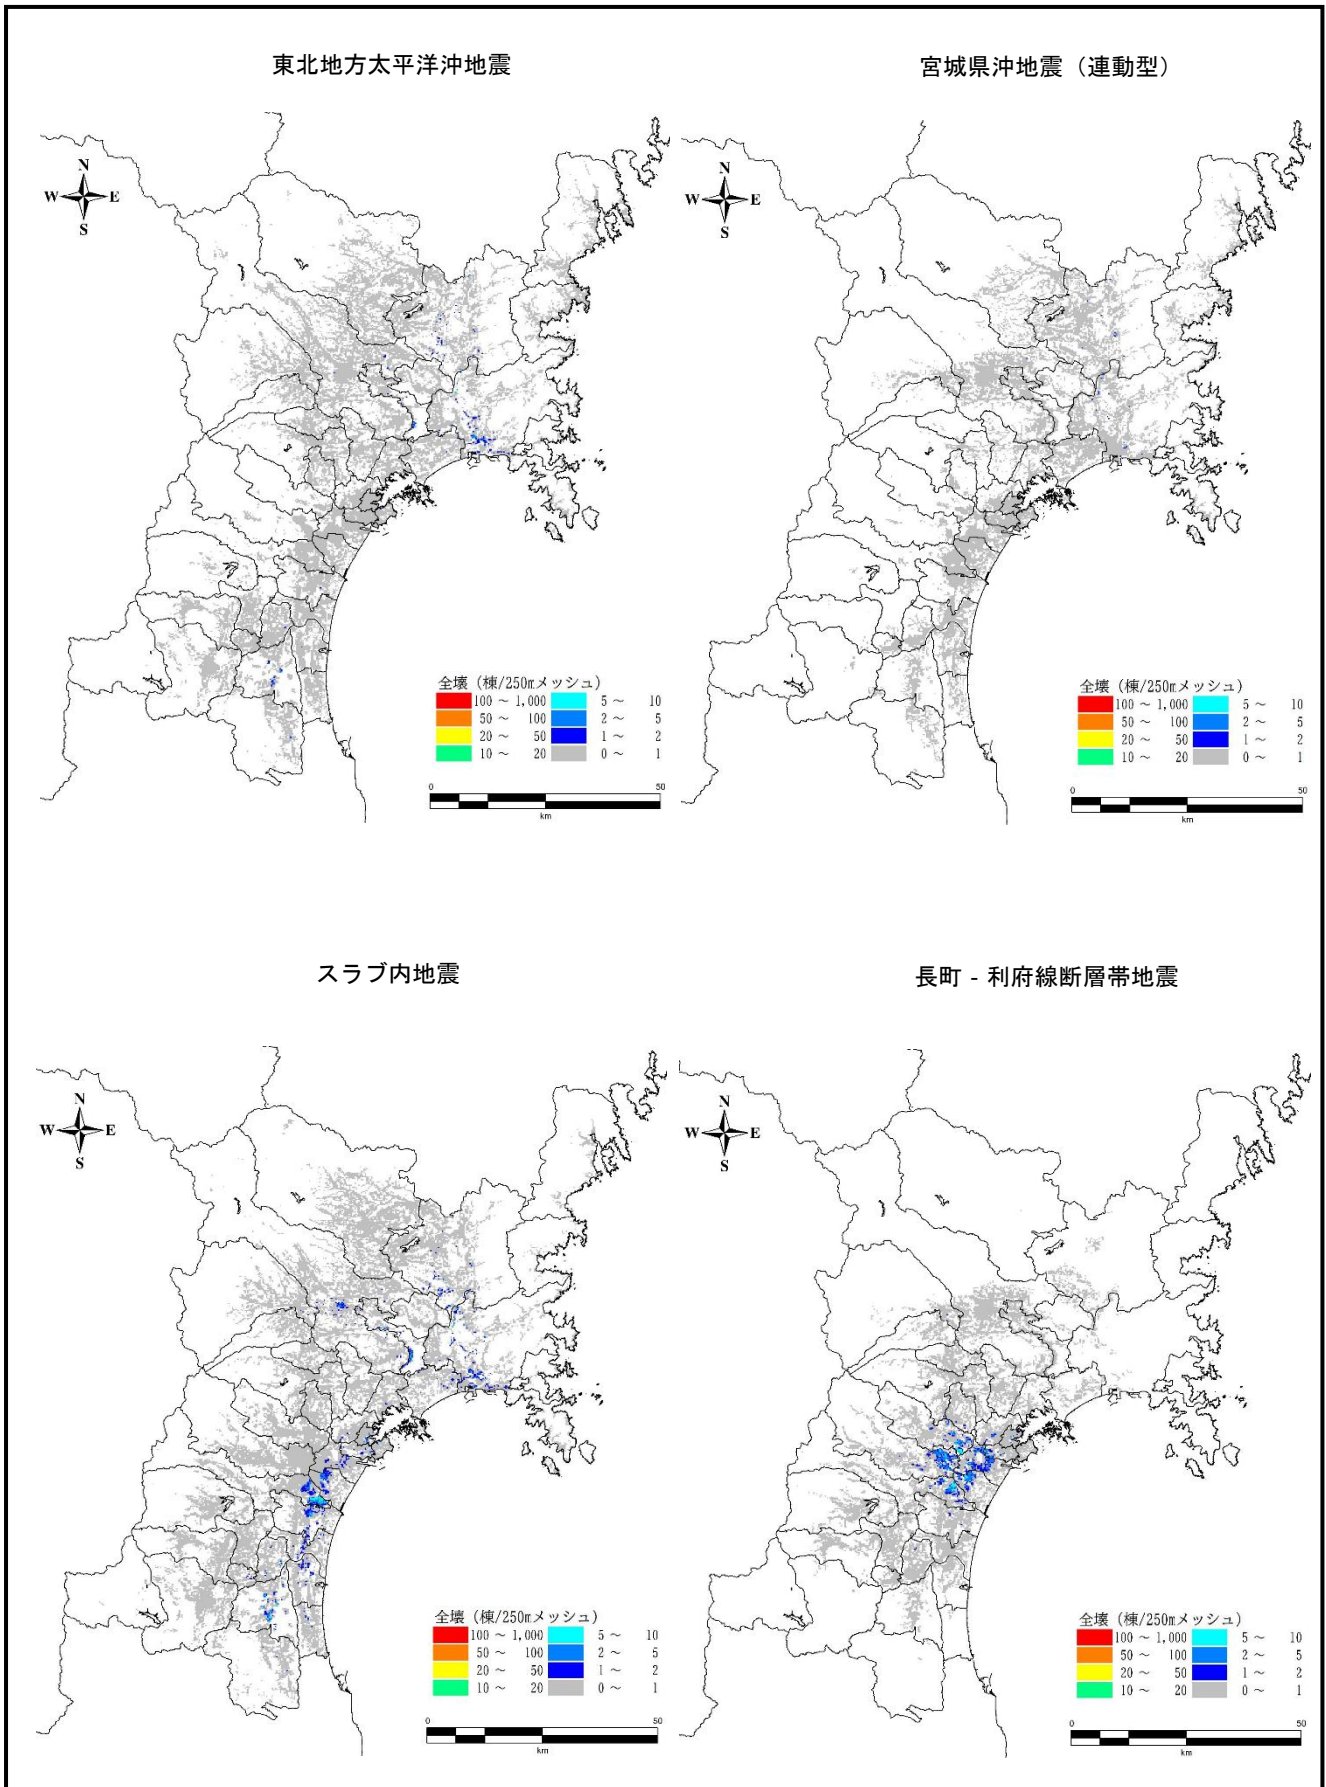 東北地方太平洋沖地震
N
W E
S
全壊（棟/250mメッシュ）
100 ～ 1,000 5 ～ 10
50 ～ 100 2 ～ 5
20 ～ 50 1 ～ 2
10 ～ 20 0 ～ 1
0 50
km
宮城県沖地震（連動型）
N
W E
S
全壊（棟/250mメッシュ）
100 ～ 1,000 5 ～ 10
50 ～ 100 2 ～ 5
20 ～ 50 1 ～ 2
10 ～ 20 0 ～ 1
0 50
km
スラブ内地震
N
W E
S
全壊（棟/250mメッシュ）
100 ～ 1,000 5 ～ 10
50 ～ 100 2 ～ 5
20 ～ 50 1 ～ 2
10 ～ 20 0 ～ 1
0 50
km
長町 - 利府線断層帯地震
N
W E
S
全壊（棟/250mメッシュ）
100 ～ 1,000 5 ～ 10
50 ～ 100 2 ～ 5
20 ～ 50 1 ～ 2
10 ～ 20 0 ～ 1
0 50
km